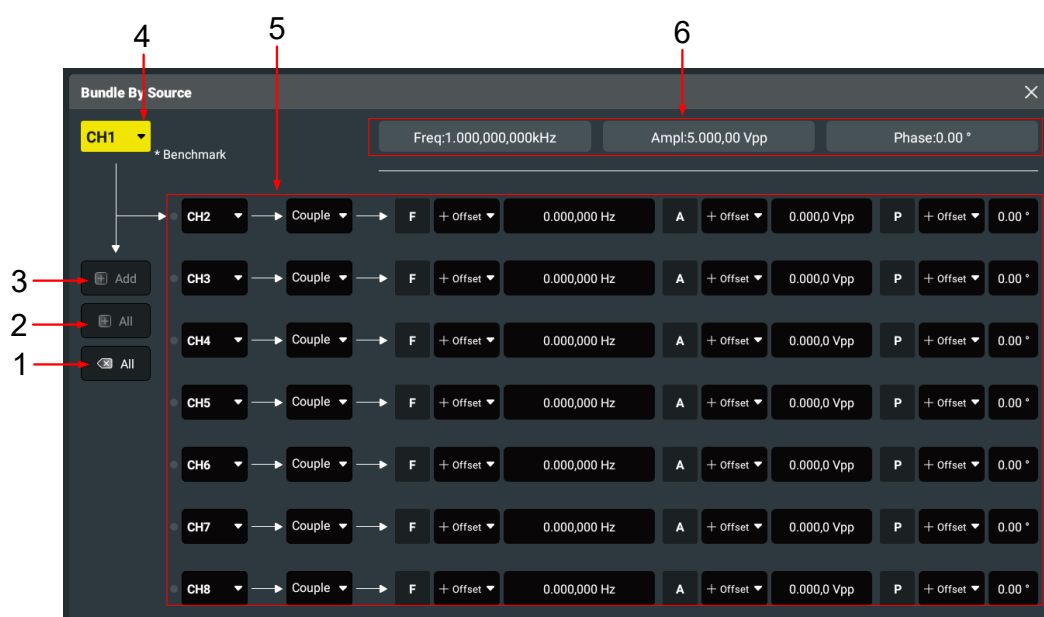 4 5 6
Bundle By Source
CH1
* Benchmark
Freq:1.000,000,000kHz Ampl:5.000,00 Vpp Phase:0.00 °
CH2 Couple F + Offset 0.000,000 Hz A + Offset 0.000,0 Vpp P + Offset 0.00 °
3 Add CH3 Couple F + Offset 0.000,000 Hz A + Offset 0.000,0 Vpp P + Offset 0.00 °
2 All
CH4 Couple F + Offset 0.000,000 Hz A + Offset 0.000,0 Vpp P + Offset 0.00 °
1 All
CH5 Couple F + Offset 0.000,000 Hz A + Offset 0.000,0 Vpp P + Offset 0.00 °
CH6 Couple F + Offset 0.000,000 Hz A + Offset 0.000,0 Vpp P + Offset 0.00 °
CH7 Couple F + Offset 0.000,000 Hz A + Offset 0.000,0 Vpp P + Offset 0.00 °
CH8 Couple F + Offset 0.000,000 Hz A + Offset 0.000,0 Vpp P + Offset 0.00 °